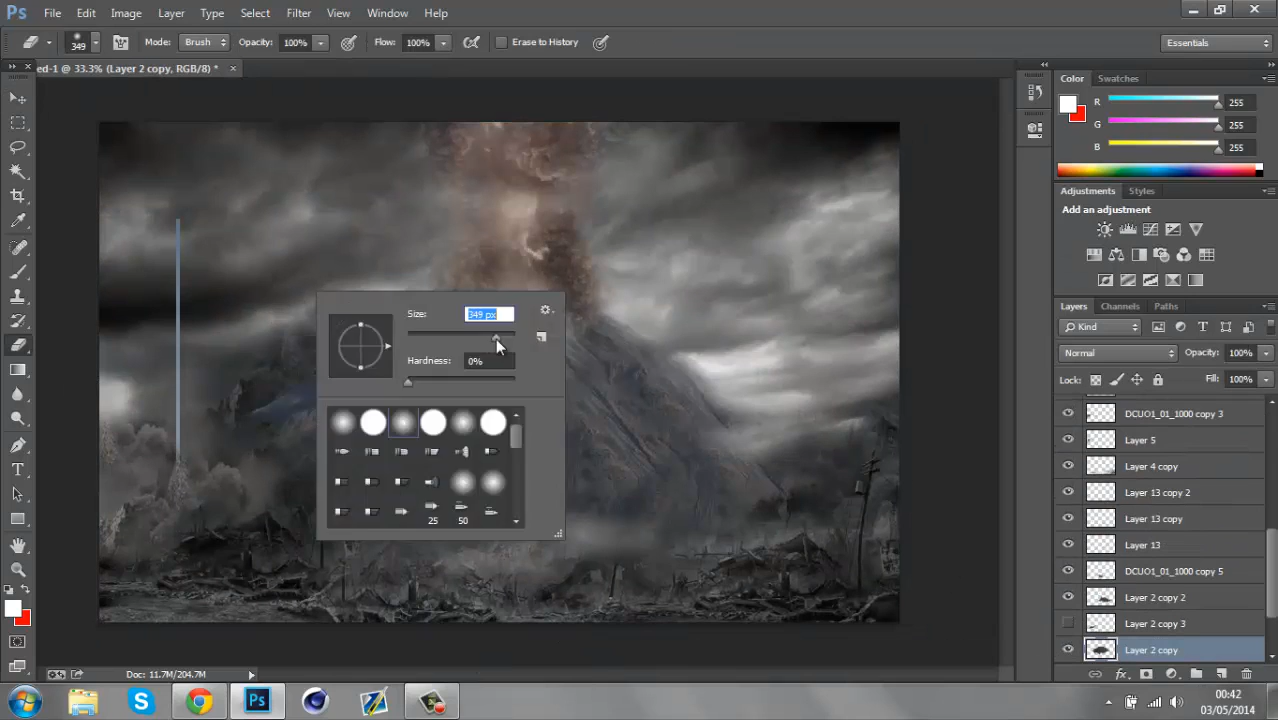 Ps File Edit Image Layer Type Select Filter 3D View Window Help
349 Mode: Brush Opacity: 100% Flow: 100% Erase to History Essentials
ed-1 @ 33.3% (Layer 2 copy, RGB/8) * ×
Color Swatches
R 255
G 255
B 255
Adjustments Styles
Add an adjustment
Size: 349 px
Hardness: 0%
25 50
Layers Channels Paths
Kind
Normal Opacity: 100%
Lock: Fill: 100%
DCUO1_01_1000 copy 3
Layer 5
Layer 4 copy
Layer 13 copy 2
Layer 13 copy
Layer 13
DCUO1_01_1000 copy 5
Layer 2 copy 2
Layer 2 copy 3
Layer 2 copy
fx
Doc: 11.7M/204.7M
S Ps
00:42
03/05/2014